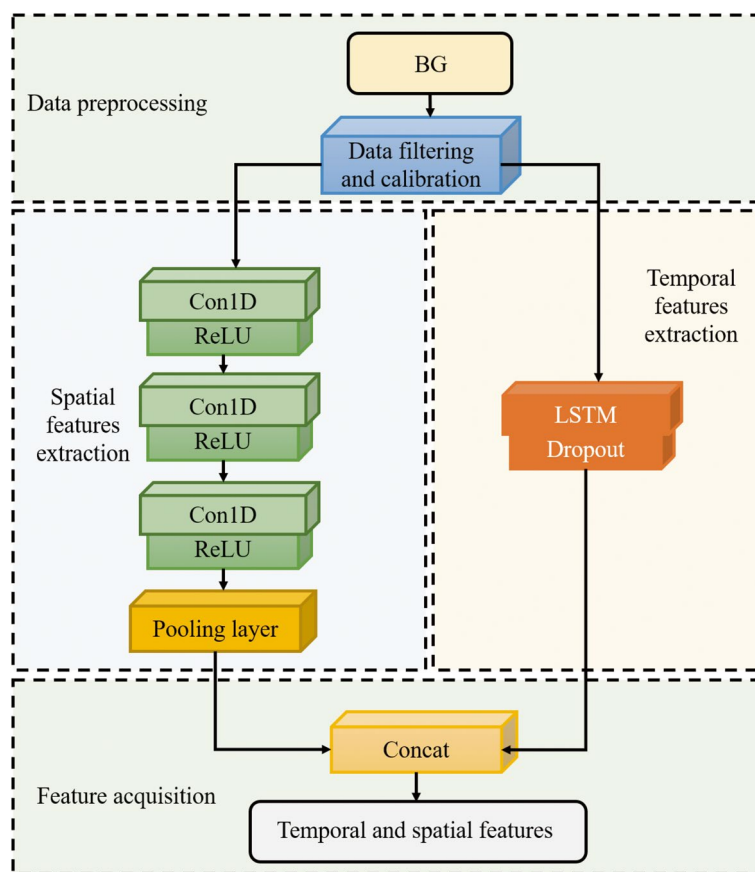 BG
Data preprocessing
Data filtering
and calibration
Con1D
ReLU
Con1D
ReLU
Con1D
ReLU
Spatial
features
extraction
Pooling layer
Temporal
features
extraction
LSTM
Dropout
Concat
Feature acquisition
Temporal and spatial features